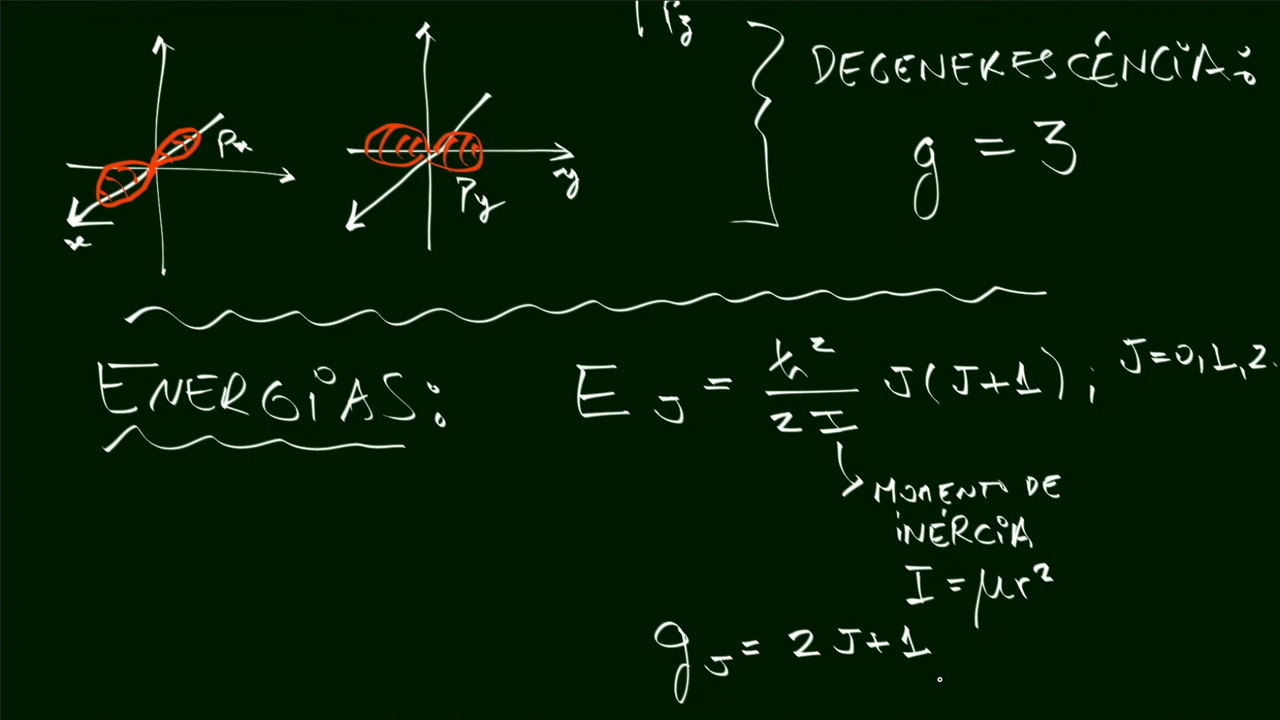 Pz
DEGENERESCÊNCIA:
g = 3
Px
x
Py
y
ENERGIAS:
E_J = ħ²/2I J(J+1); J=0,1,2.
MOMENTO DE
INÉRCIA
I = μr²
g_J = 2J+1